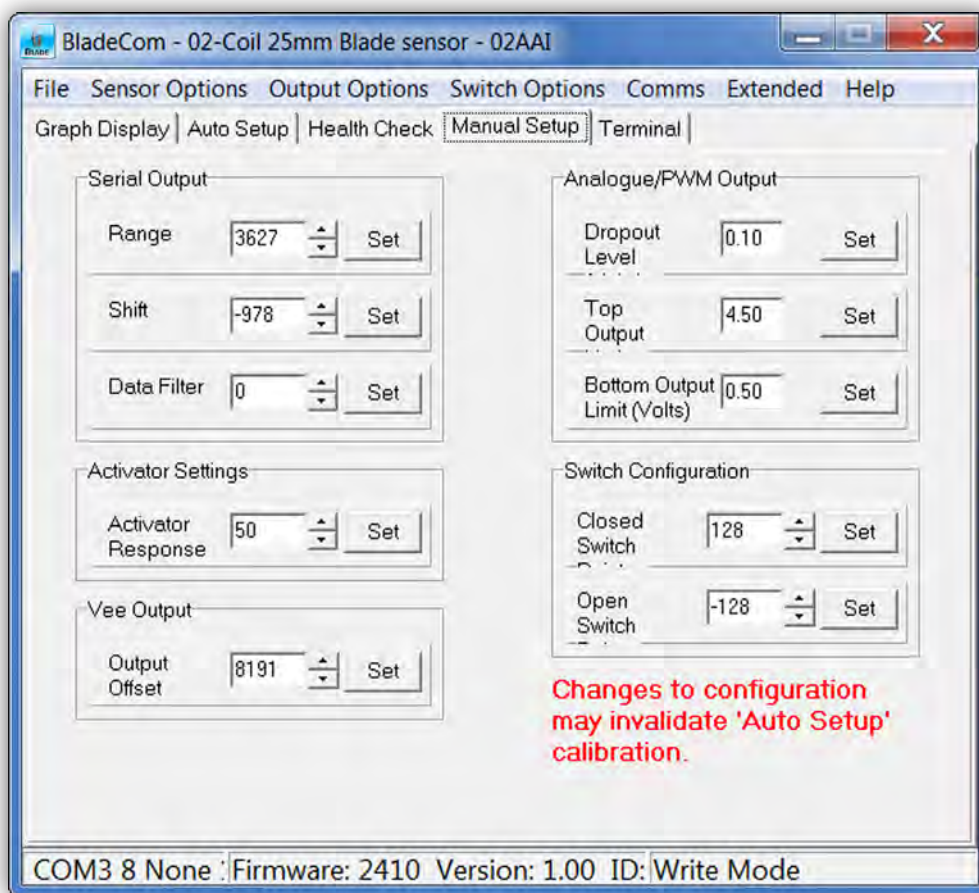 BladeCom - 02-Coil 25mm Blade sensor - 02AAI
File Sensor Options Output Options Switch Options Comms Extended Help
Graph Display Auto Setup Health Check Manual Setup Terminal
Serial Output
Range 3627 Set
Shift -978 Set
Data Filter 0 Set
Activator Settings
Activator
Response
50 Set
Vee Output
Output
Offset
8191 Set
Analogue/PWM Output
Dropout
Level
0.10 Set
Top
Output
4.50 Set
Bottom Output
Limit (Volts)
0.50 Set
Switch Configuration
Closed
Switch
128 Set
Open
Switch
-128 Set
Changes to configuration
may invalidate 'Auto Setup'
calibration.
COM3 8 None Firmware: 2410 Version: 1.00 ID: Write Mode